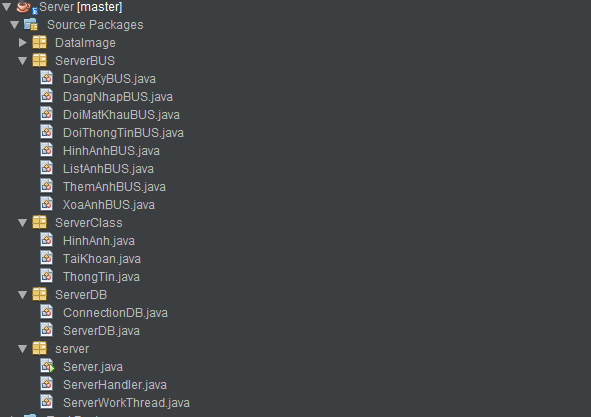 Server [master]
Source Packages
DataImage
ServerBUS
DangKyBUS.java
DangNhapBUS.java
DoiMatKhauBUS.java
DoiThongTinBUS.java
HinhAnhBUS.java
ListAnhBUS.java
ThemAnhBUS.java
XoaAnhBUS.java
ServerClass
HinhAnh.java
TaiKhoan.java
ThongTin.java
ServerDB
ConnectionDB.java
ServerDB.java
server
Server.java
ServerHandler.java
ServerWorkThread.java